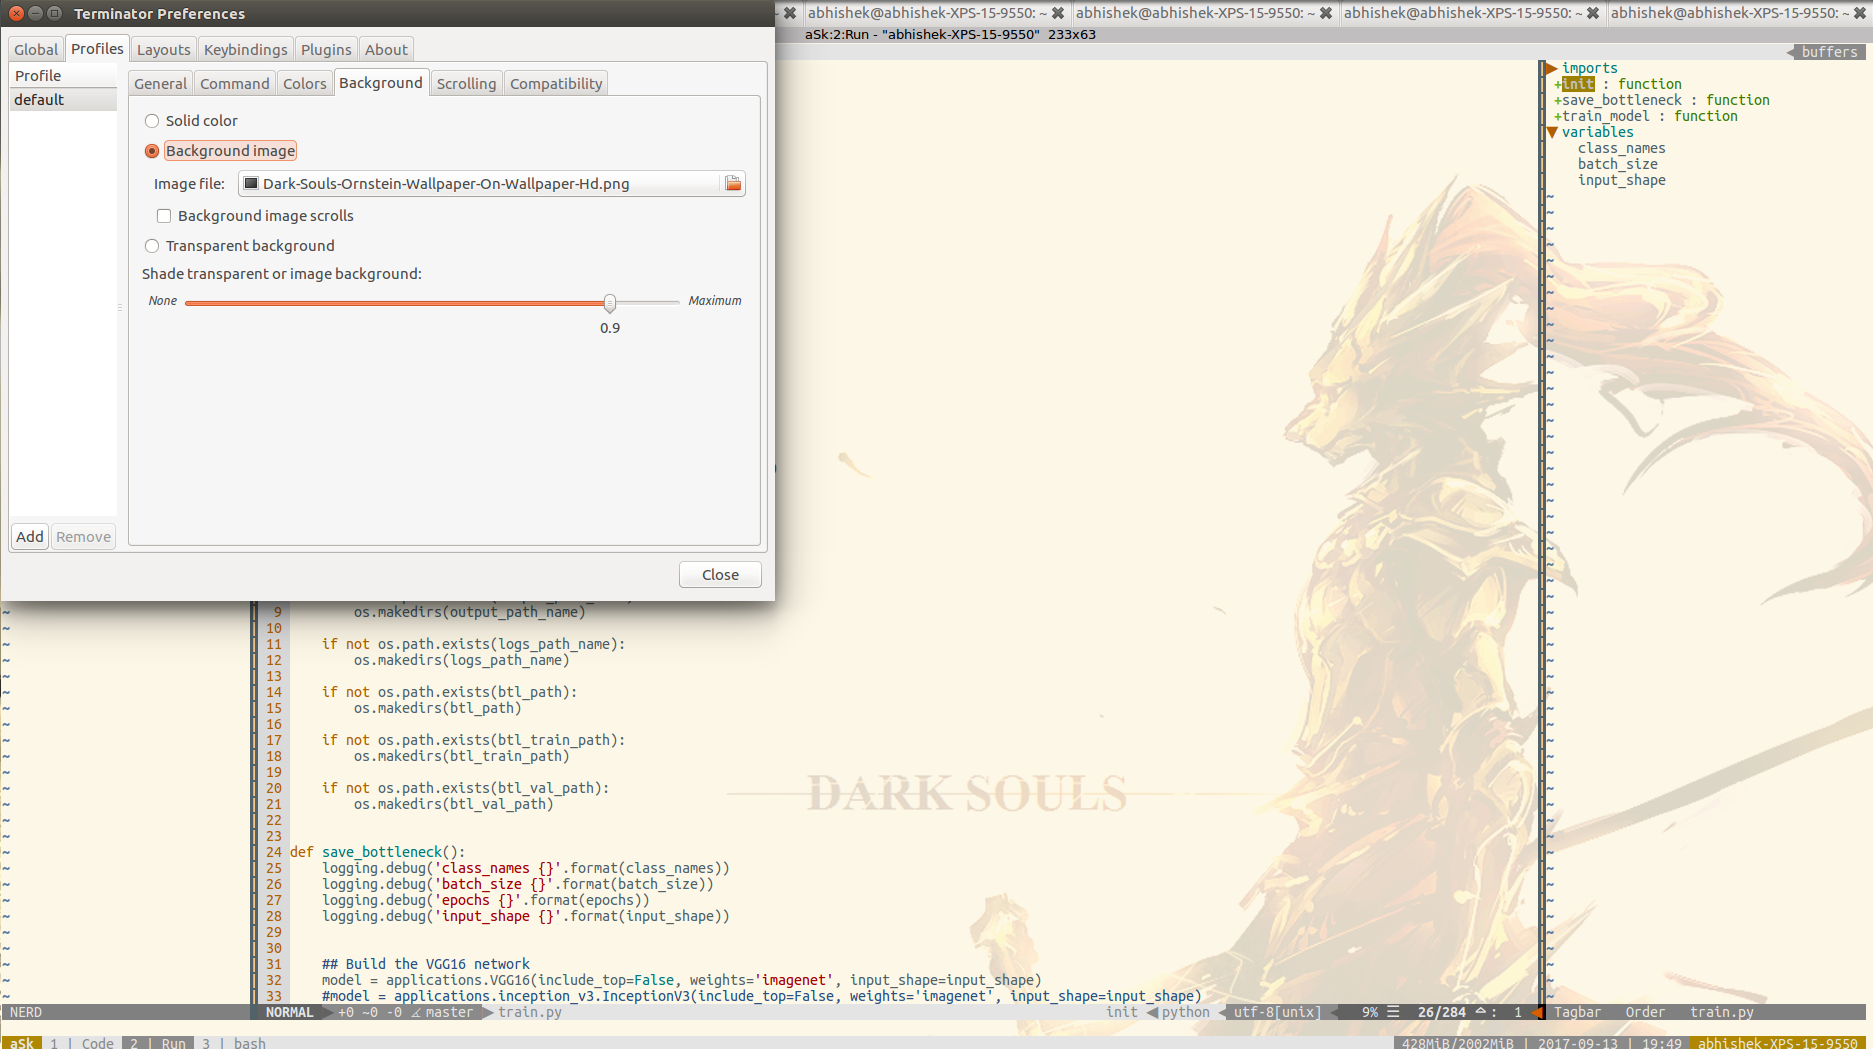 Terminator Preferences
abhishek@abhishek-XPS-15-9550: ~ abhishek@abhishek-XPS-15-9550: ~ abhishek@abhishek-XPS-15-9550: ~ abhishek@abhishek-XPS-15-9550: ~
aSk:2:Run - "abhishek-XPS-15-9550" 233x63
Global Profiles Layouts Keybindings Plugins About
buffers
Profile
default
General Command Colors Background Scrolling Compatibility
Solid color
Background image
Image file: Dark-Souls-Ornstein-Wallpaper-On-Wallpaper-Hd.png
Background image scrolls
Transparent background
Shade transparent or image background:
None Maximum
0.9
Add Remove
Close
▶ imports
+init : function
+save_bottleneck : function
+train_model : function
▼ variables
class_names
batch_size
input_shape
9 os.makedirs(output_path_name)
10
11 if not os.path.exists(logs_path_name):
12 os.makedirs(logs_path_name)
13
14 if not os.path.exists(btl_path):
15 os.makedirs(btl_path)
16
17 if not os.path.exists(btl_train_path):
18 os.makedirs(btl_train_path)
19
20 if not os.path.exists(btl_val_path):
21 os.makedirs(btl_val_path)
22
23
24 def save_bottleneck():
25 logging.debug('class_names {}'.format(class_names))
26 logging.debug('batch_size {}'.format(batch_size))
27 logging.debug('epochs {}'.format(epochs))
28 logging.debug('input_shape {}'.format(input_shape))
29
30
31 ## Build the VGG16 network
32 model = applications.VGG16(include_top=False, weights='imagenet', input_shape=input_shape)
33 #model = applications.inception_v3.InceptionV3(include_top=False, weights='imagenet', input_shape=input_shape)
DARK SOULS
NERD NORMAL +0 ~0 -0 master train.py init python utf-8[unix] 9% ☰ 26/284 : 1 Tagbar Order train.py
aSk 1 | Code 2 | Run 3 | bash 428MiB/2002MiB | 2017-09-13 | 19:49 abhishek-XPS-15-9550